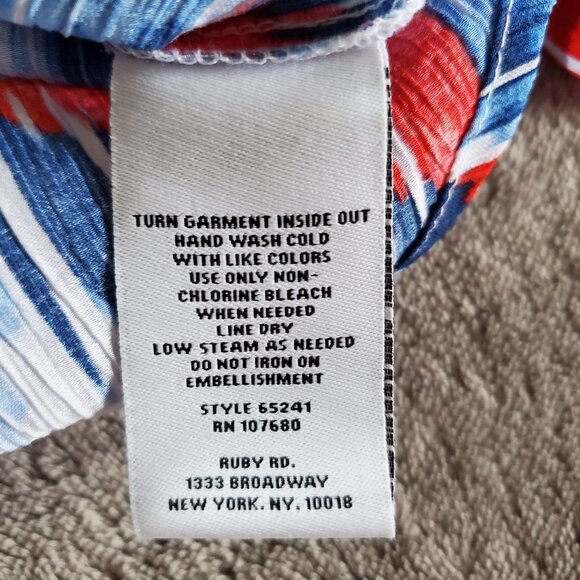 TURN GARMENT INSIDE OUT
HAND WASH COLD
WITH LIKE COLORS
USE ONLY NON-
CHLORINE BLEACH
WHEN NEEDED
LINE DRY
LOW STEAM AS NEEDED
DO NOT IRON ON
EMBELLISHMENT
STYLE 65241
RN 107680
RUBY RD.
1333 BROADWAY
NEW YORK, NY, 10018